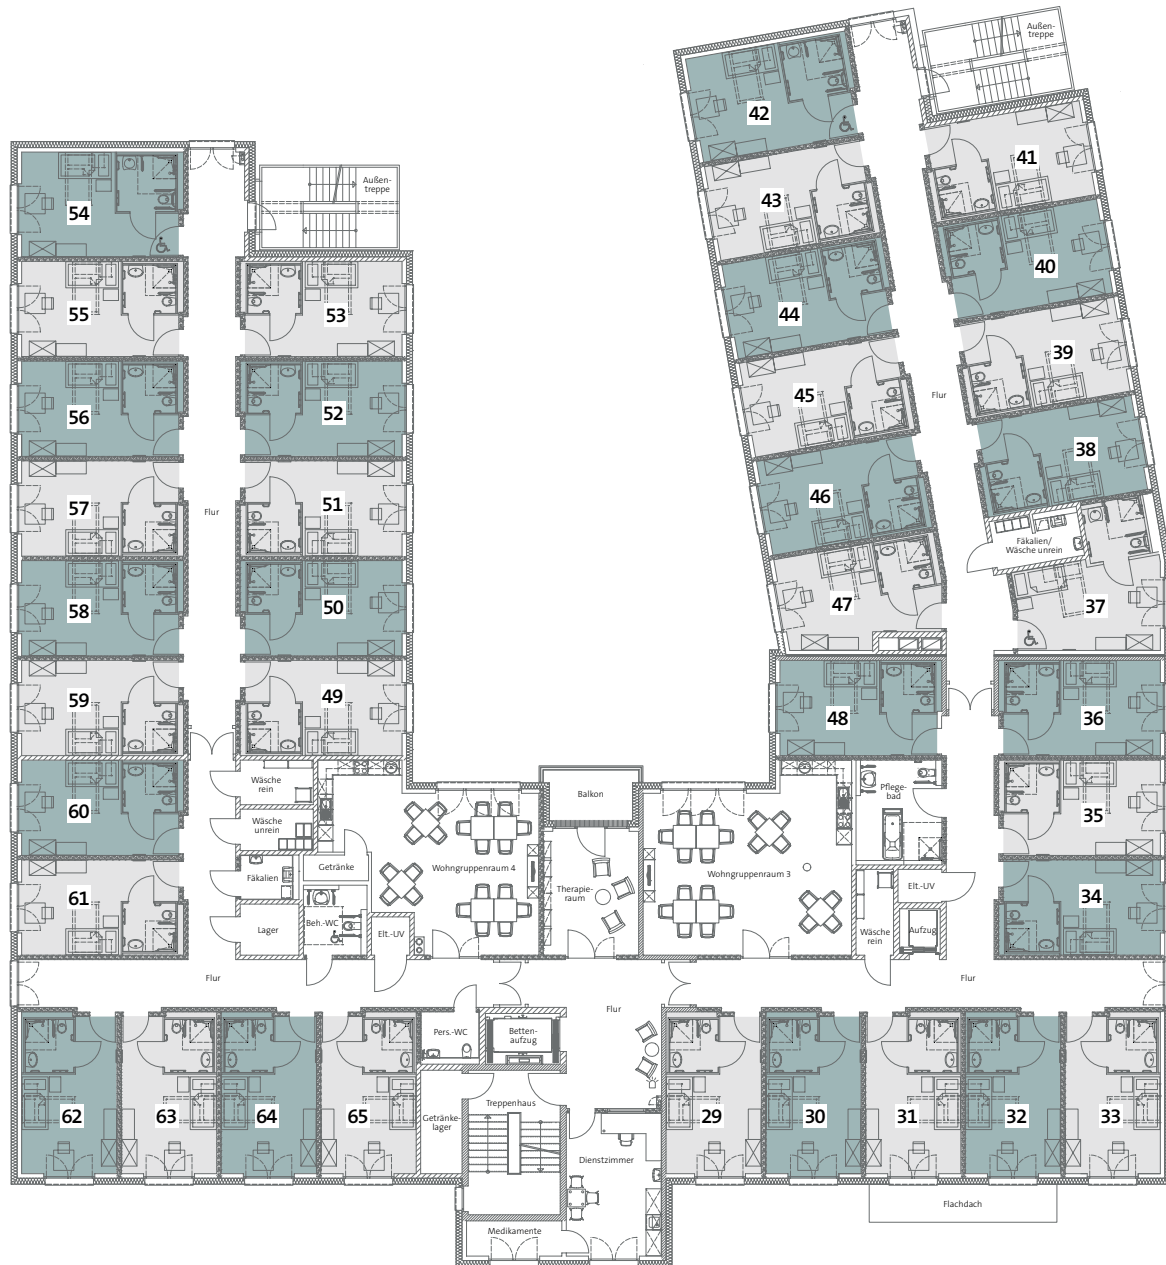 Außen-
treppe
42
41
43
40
44
39
45
Flur
38
46
Fäkalien/
Wäsche unrein
47
37
48
36
35
34
Außen-
treppe
54
55
53
56
52
57
51
Flur
58
50
59
49
60
61
Wäsche
rein
Wäsche
unrein
Fäkalien
Getränke
Lager
Beh.-WC
Elt.-UV
Wohngruppenraum 4
Balkon
Therapie-
raum
Wohngruppenraum 3
Pflege-
bad
Elt.-UV
Wäsche
rein
Aufzug
Flur
Flur
Flur
Pers.-WC
Betten-
aufzug
Treppenhaus
Getränke-
lager
Dienstzimmer
Medikamente
62
63
64
65
29
30
31
32
33
Flachdach